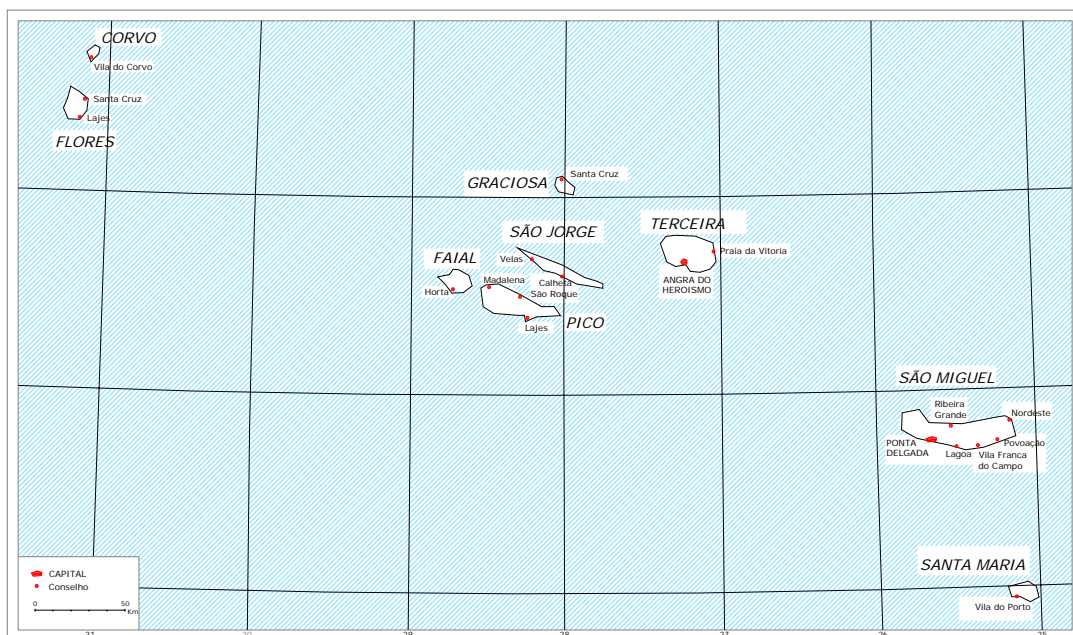 CORVO
Vila do Corvo
Santa Cruz
Lajes
FLORES
GRACIOSA
Santa Cruz
TERCEIRA
Praia da Vitoria
ANGRA DO
HEROISMO
SÃO JORGE
Velas
Calheta
FAIAL
Horta
Madalena
São Roque
Lajes
PICO
SÃO MIGUEL
Ribeira
Grande
Nordeste
PONTA
DELGADA
Lagoa
Vila Franca
do Campo
Povoação
SANTA MARIA
Vila do Porto
CAPITAL
Conselho
0 50
Km
31 30 29 28 27 26 25